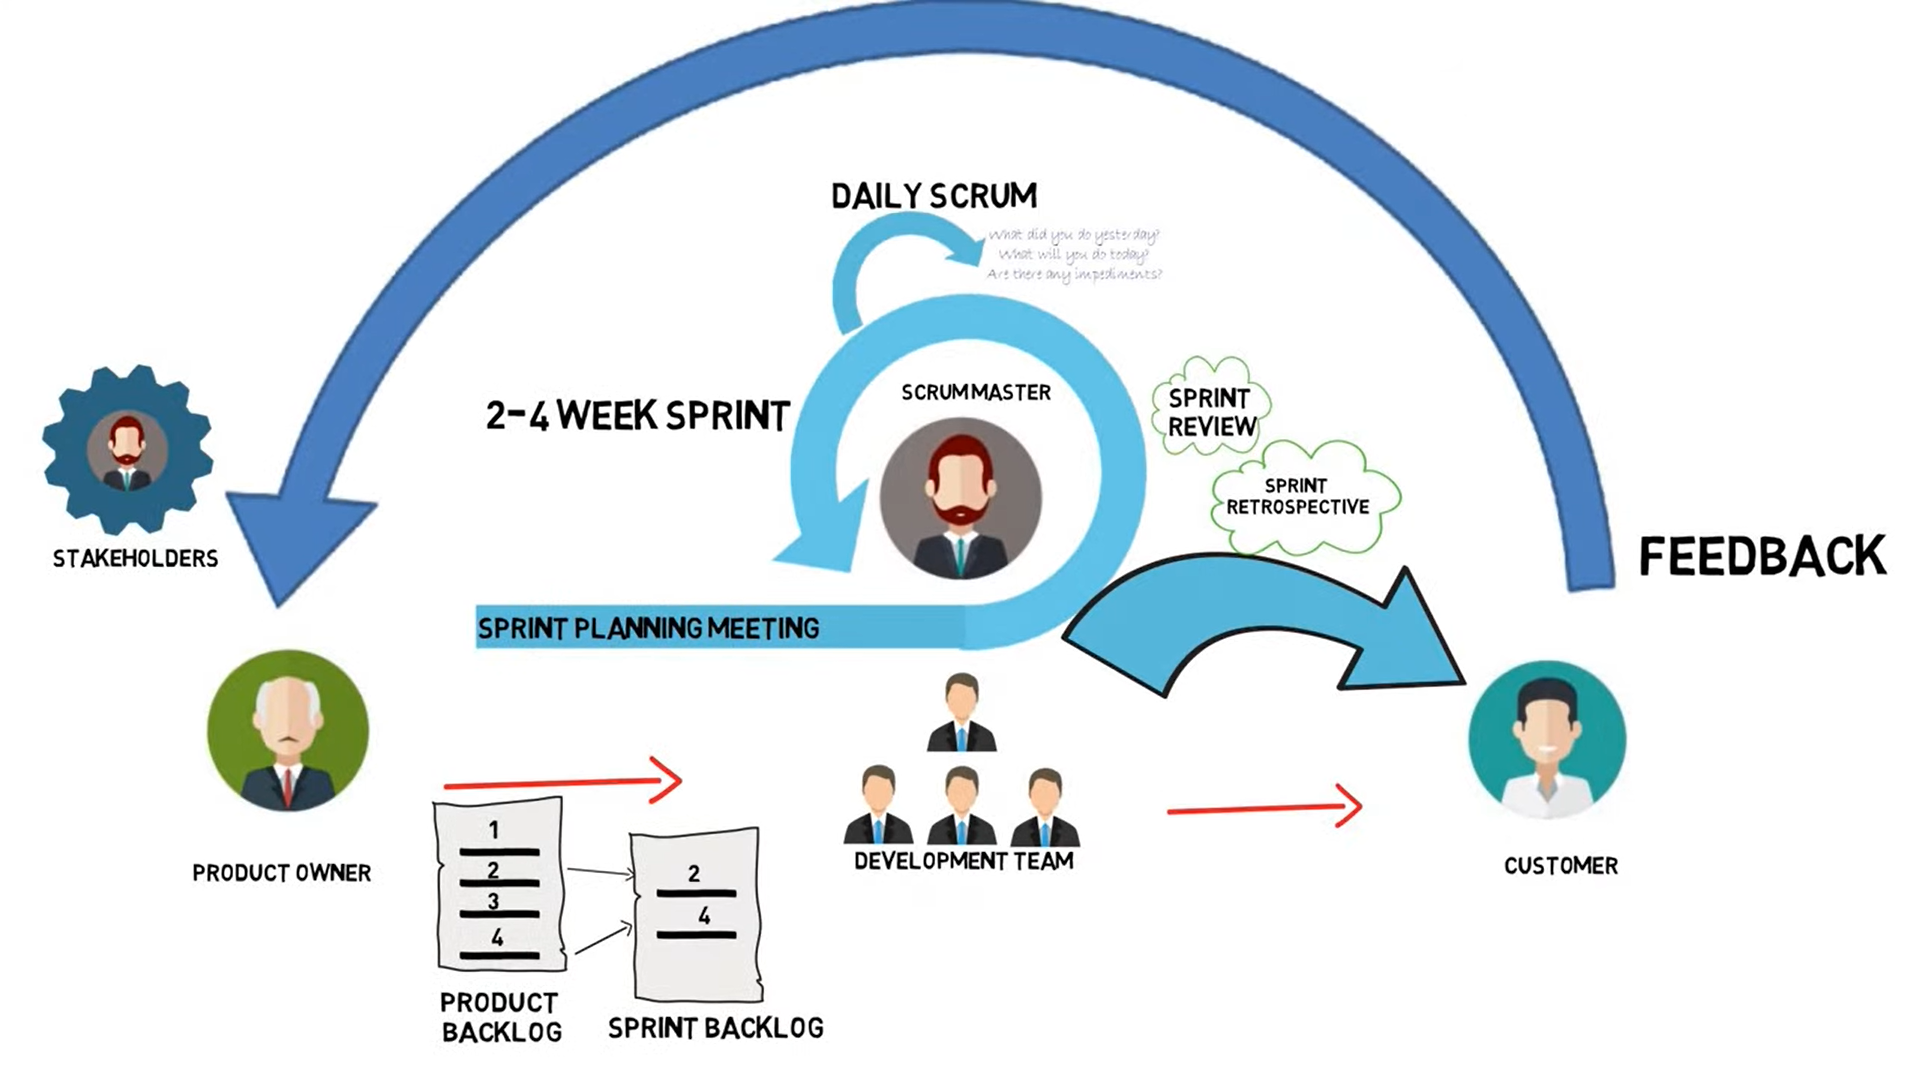 DAILY SCRUM
What did you do yesterday?
What will you do today?
Are there any impediments?
SCRUM MASTER
2-4 WEEK SPRINT
SPRINT
REVIEW
SPRINT
RETROSPECTIVE
STAKEHOLDERS
FEEDBACK
SPRINT PLANNING MEETING
PRODUCT OWNER
DEVELOPMENT TEAM
CUSTOMER
1
2
3
4
2
4
PRODUCT
BACKLOG
SPRINT BACKLOG